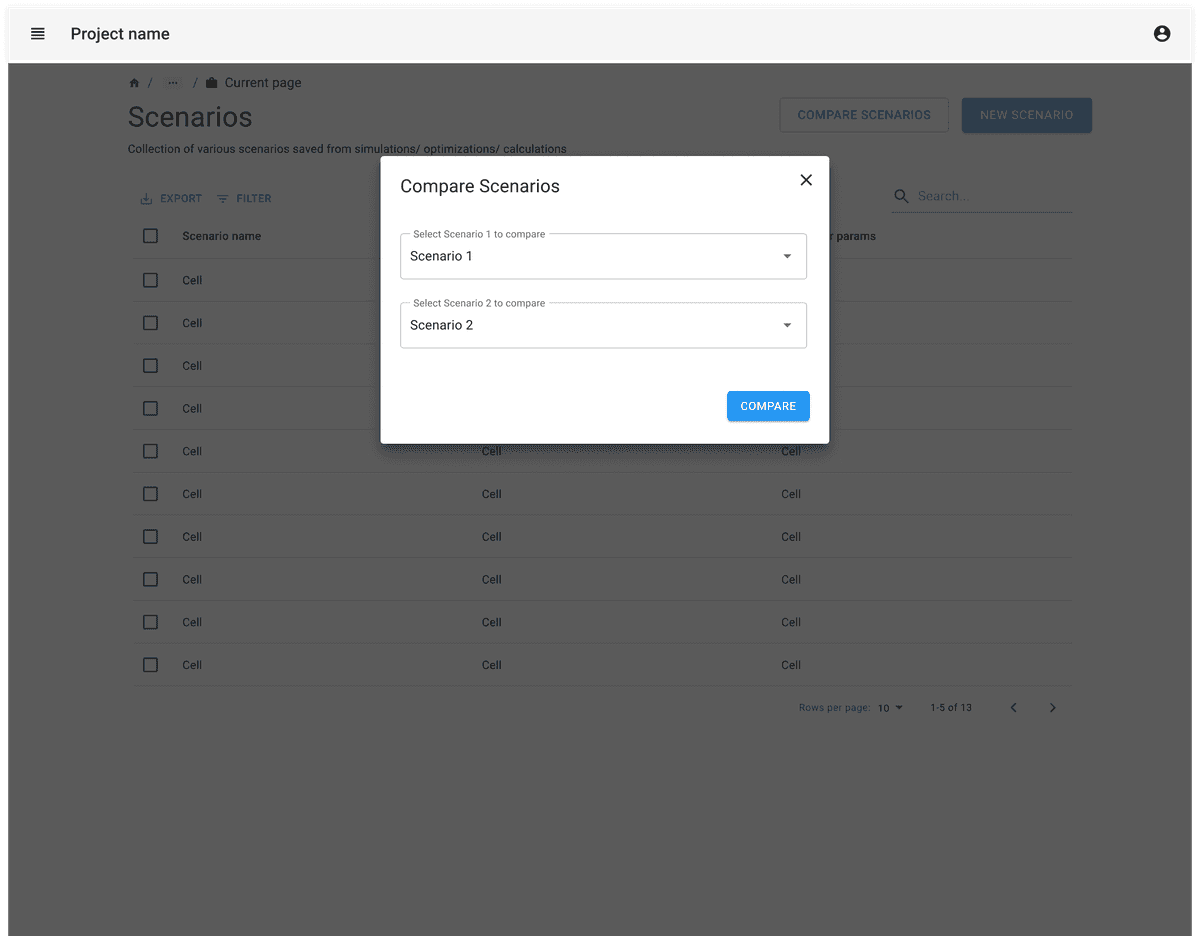 Project name
/ ... / Current page
Scenarios
COMPARE SCENARIOS
NEW SCENARIO
Collection of various scenarios saved from simulations/ optimizations/ calculations
Compare Scenarios
EXPORT FILTER
Search...
Scenario name
params
Select Scenario 1 to compare
Scenario 1
Select Scenario 2 to compare
Scenario 2
COMPARE
Cell
Cell
Cell
Cell
Cell Cell Cell
Cell Cell Cell
Cell Cell Cell
Cell Cell Cell
Cell Cell Cell
Cell Cell Cell
Rows per page: 10 1-5 of 13